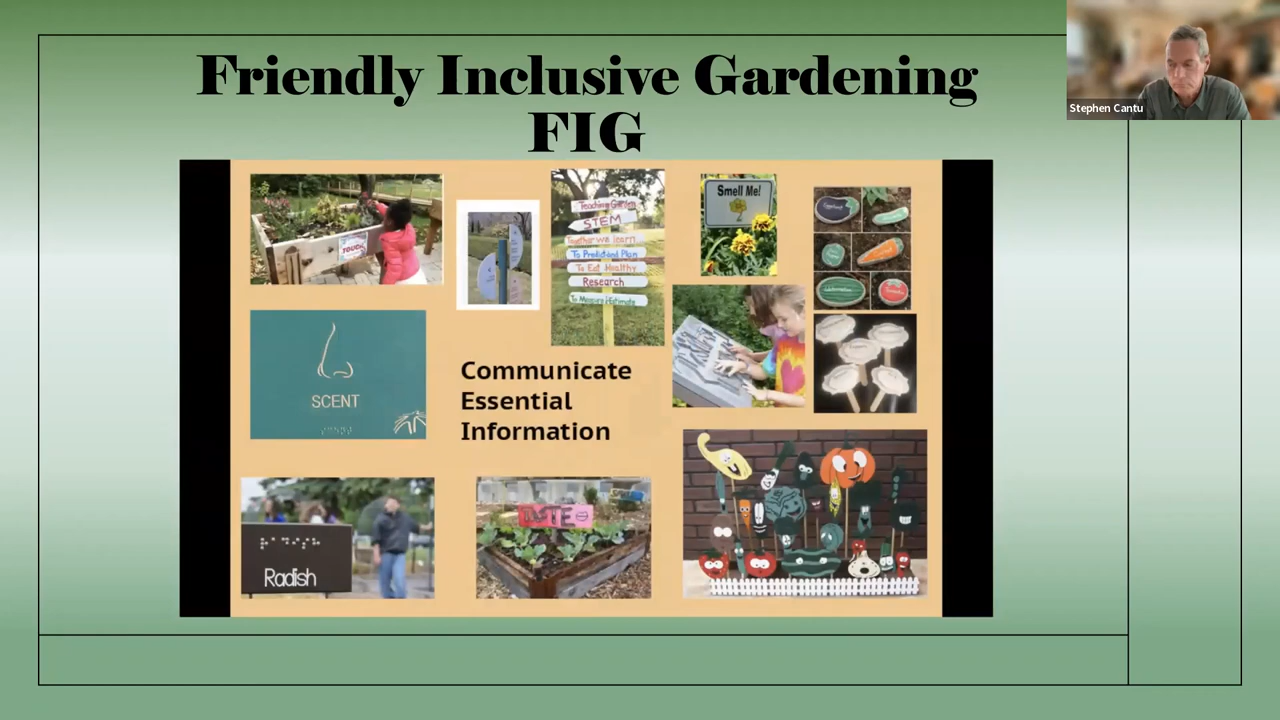 Friendly Inclusive Gardening
FIG
Stephen Cantu
TOUCH
Teaching Garden
STEM
Together we learn
To Predict and Plan
To Eat Healthy
Research
To Measure & Estimate
Smell Me!
SCENT
Communicate
Essential
Information
⠗⠁⠙⠊⠎⠓
Radish
TASTE